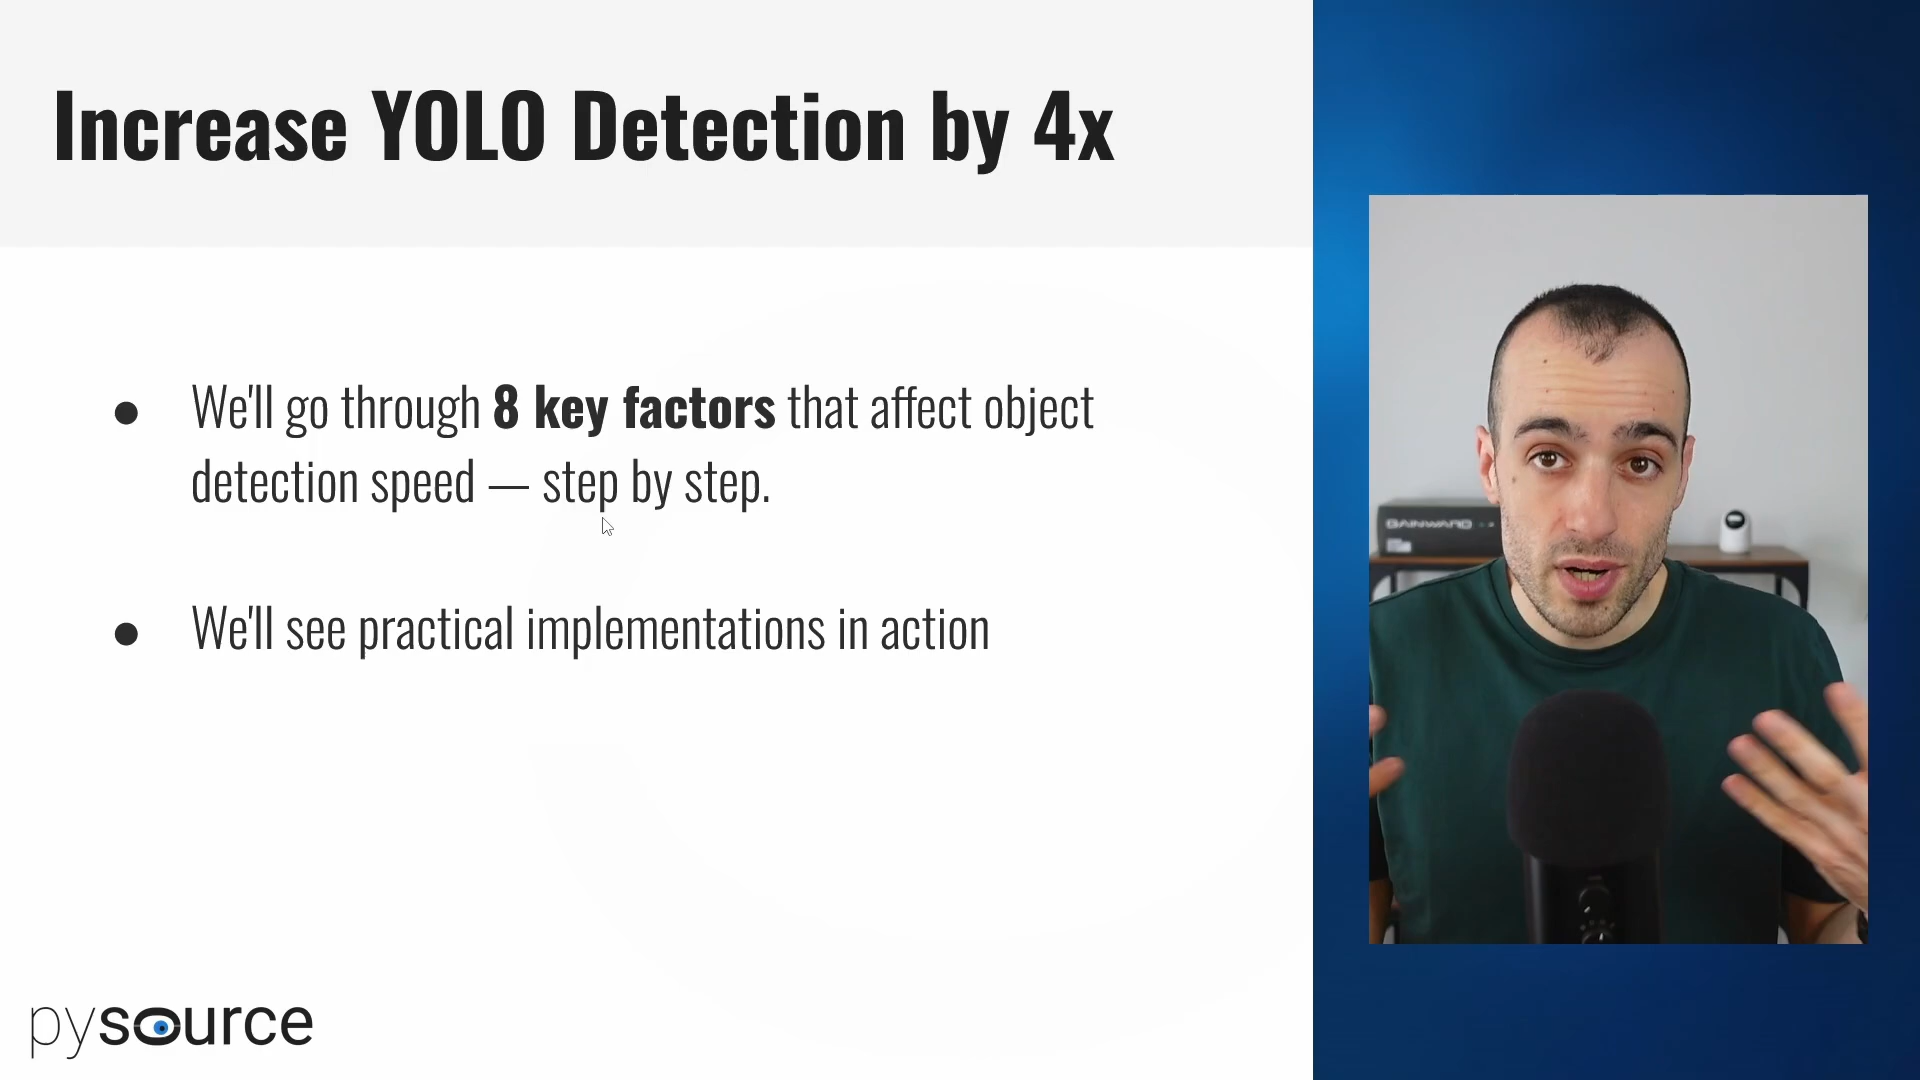 Increase YOLO Detection by 4x
● We'll go through 8 key factors that affect object
detection speed — step by step.
● We'll see practical implementations in action
GAINWARD
pysource